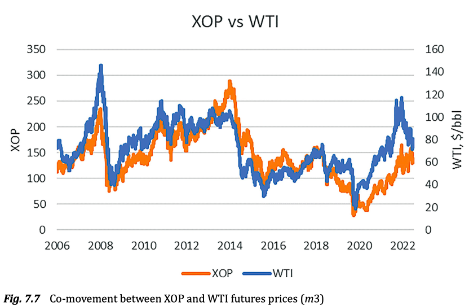 XOP vs WTI
350
300
250
200
150
100
50
0
XOP
160
140
120
100
80
60
40
20
0
WTI, $/bbl
2006 2008 2010 2012 2014 2016 2018 2020 2022
XOP WTI
Fig. 7.7 Co-movement between XOP and WTI futures prices (m3)